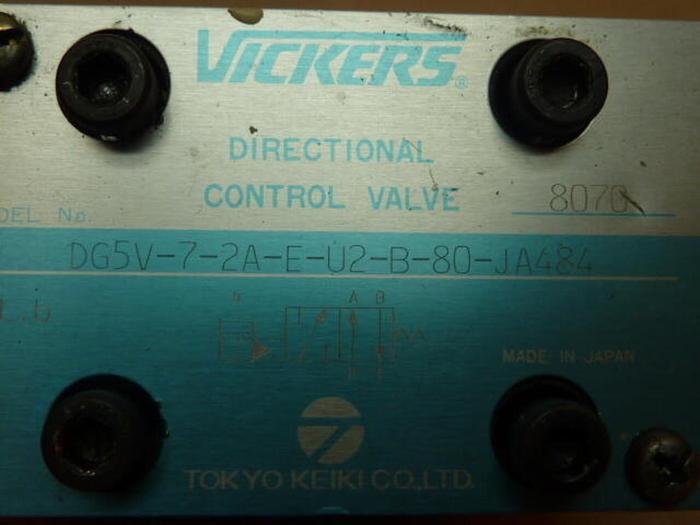 VICKERS®
DIRECTIONAL
CONTROL VALVE 8070
DEL No.
DG5V-7-2A-E-U2-B-80-JA484
L.b
A B
MADE IN JAPAN
TOKYO KEIKI CO., LTD.